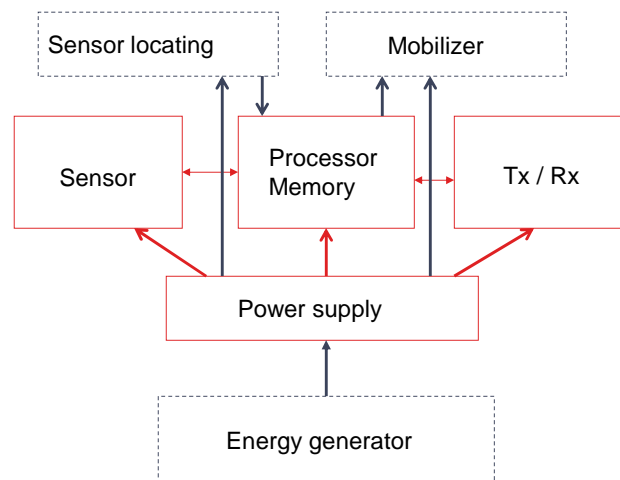 Sensor locating
Mobilizer
Sensor
Processor
Memory
Tx / Rx
Power supply
Energy generator